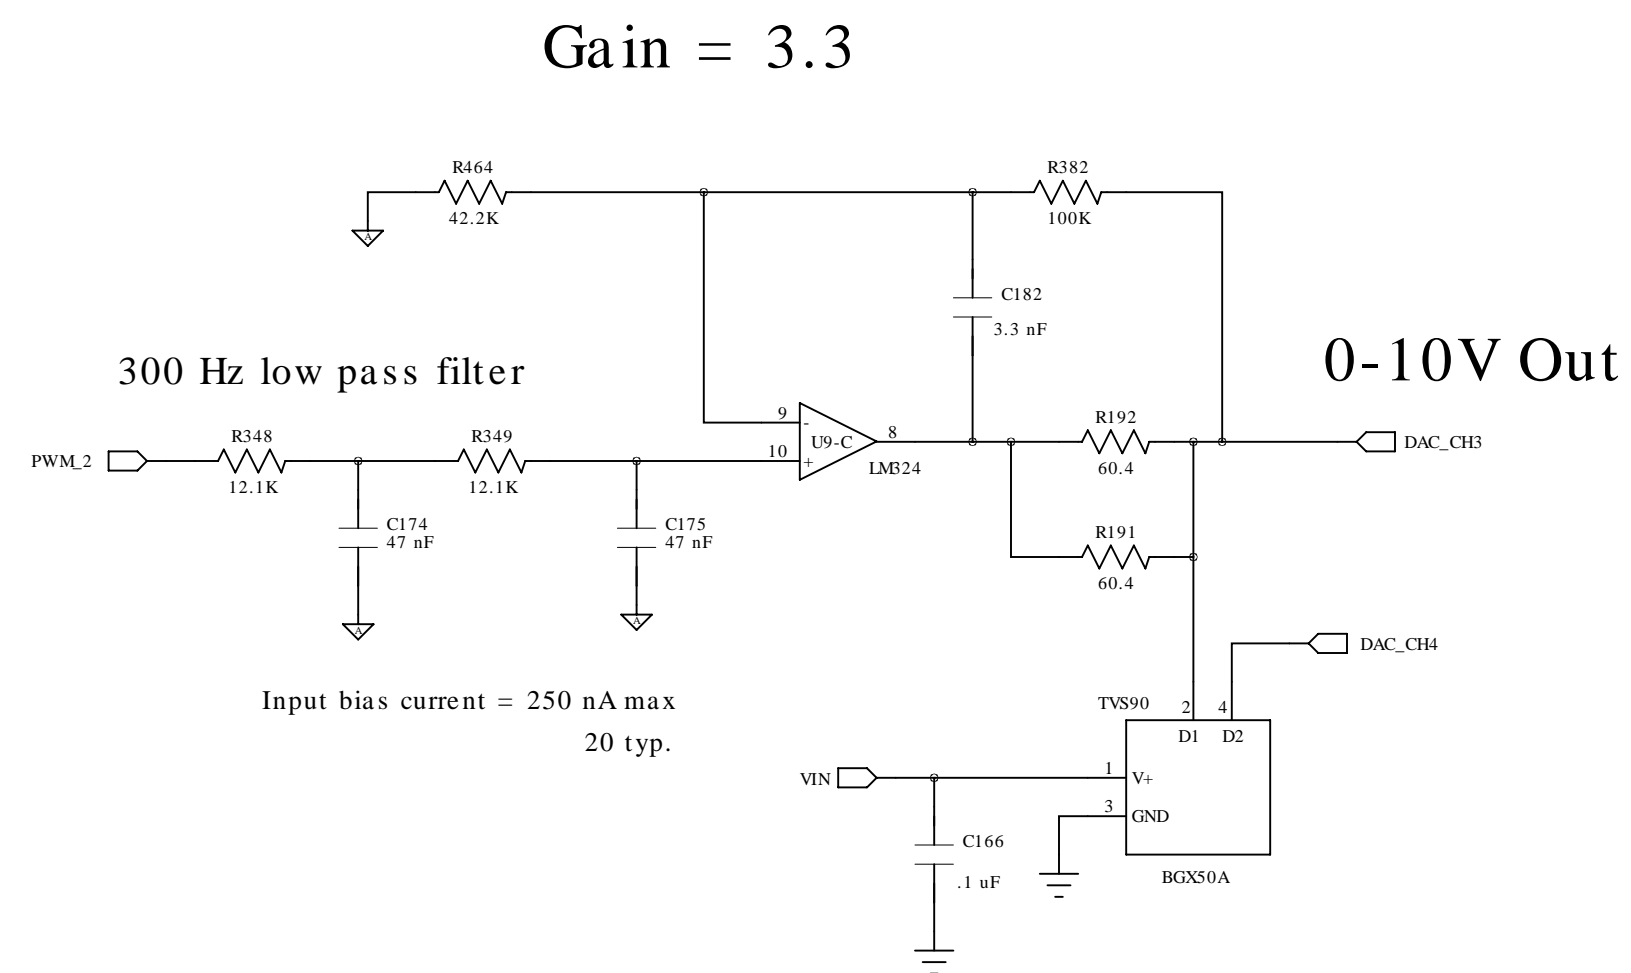 Gain = 3.3
R464
42.2K
R382
100K
A
C182
3.3 nF
300 Hz low pass filter
0-10V Out
PWM_2
R348
12.1K
R349
12.1K
9
-
10
+
U9-C
8
LM324
R192
60.4
DAC_CH3
C174
47 nF
C175
47 nF
R191
60.4
A
A
DAC_CH4
Input bias current = 250 nA max
20 typ.
TVS90
2
4
D1
D2
VIN
1
V+
3
GND
C166
.1 uF
BGX50A